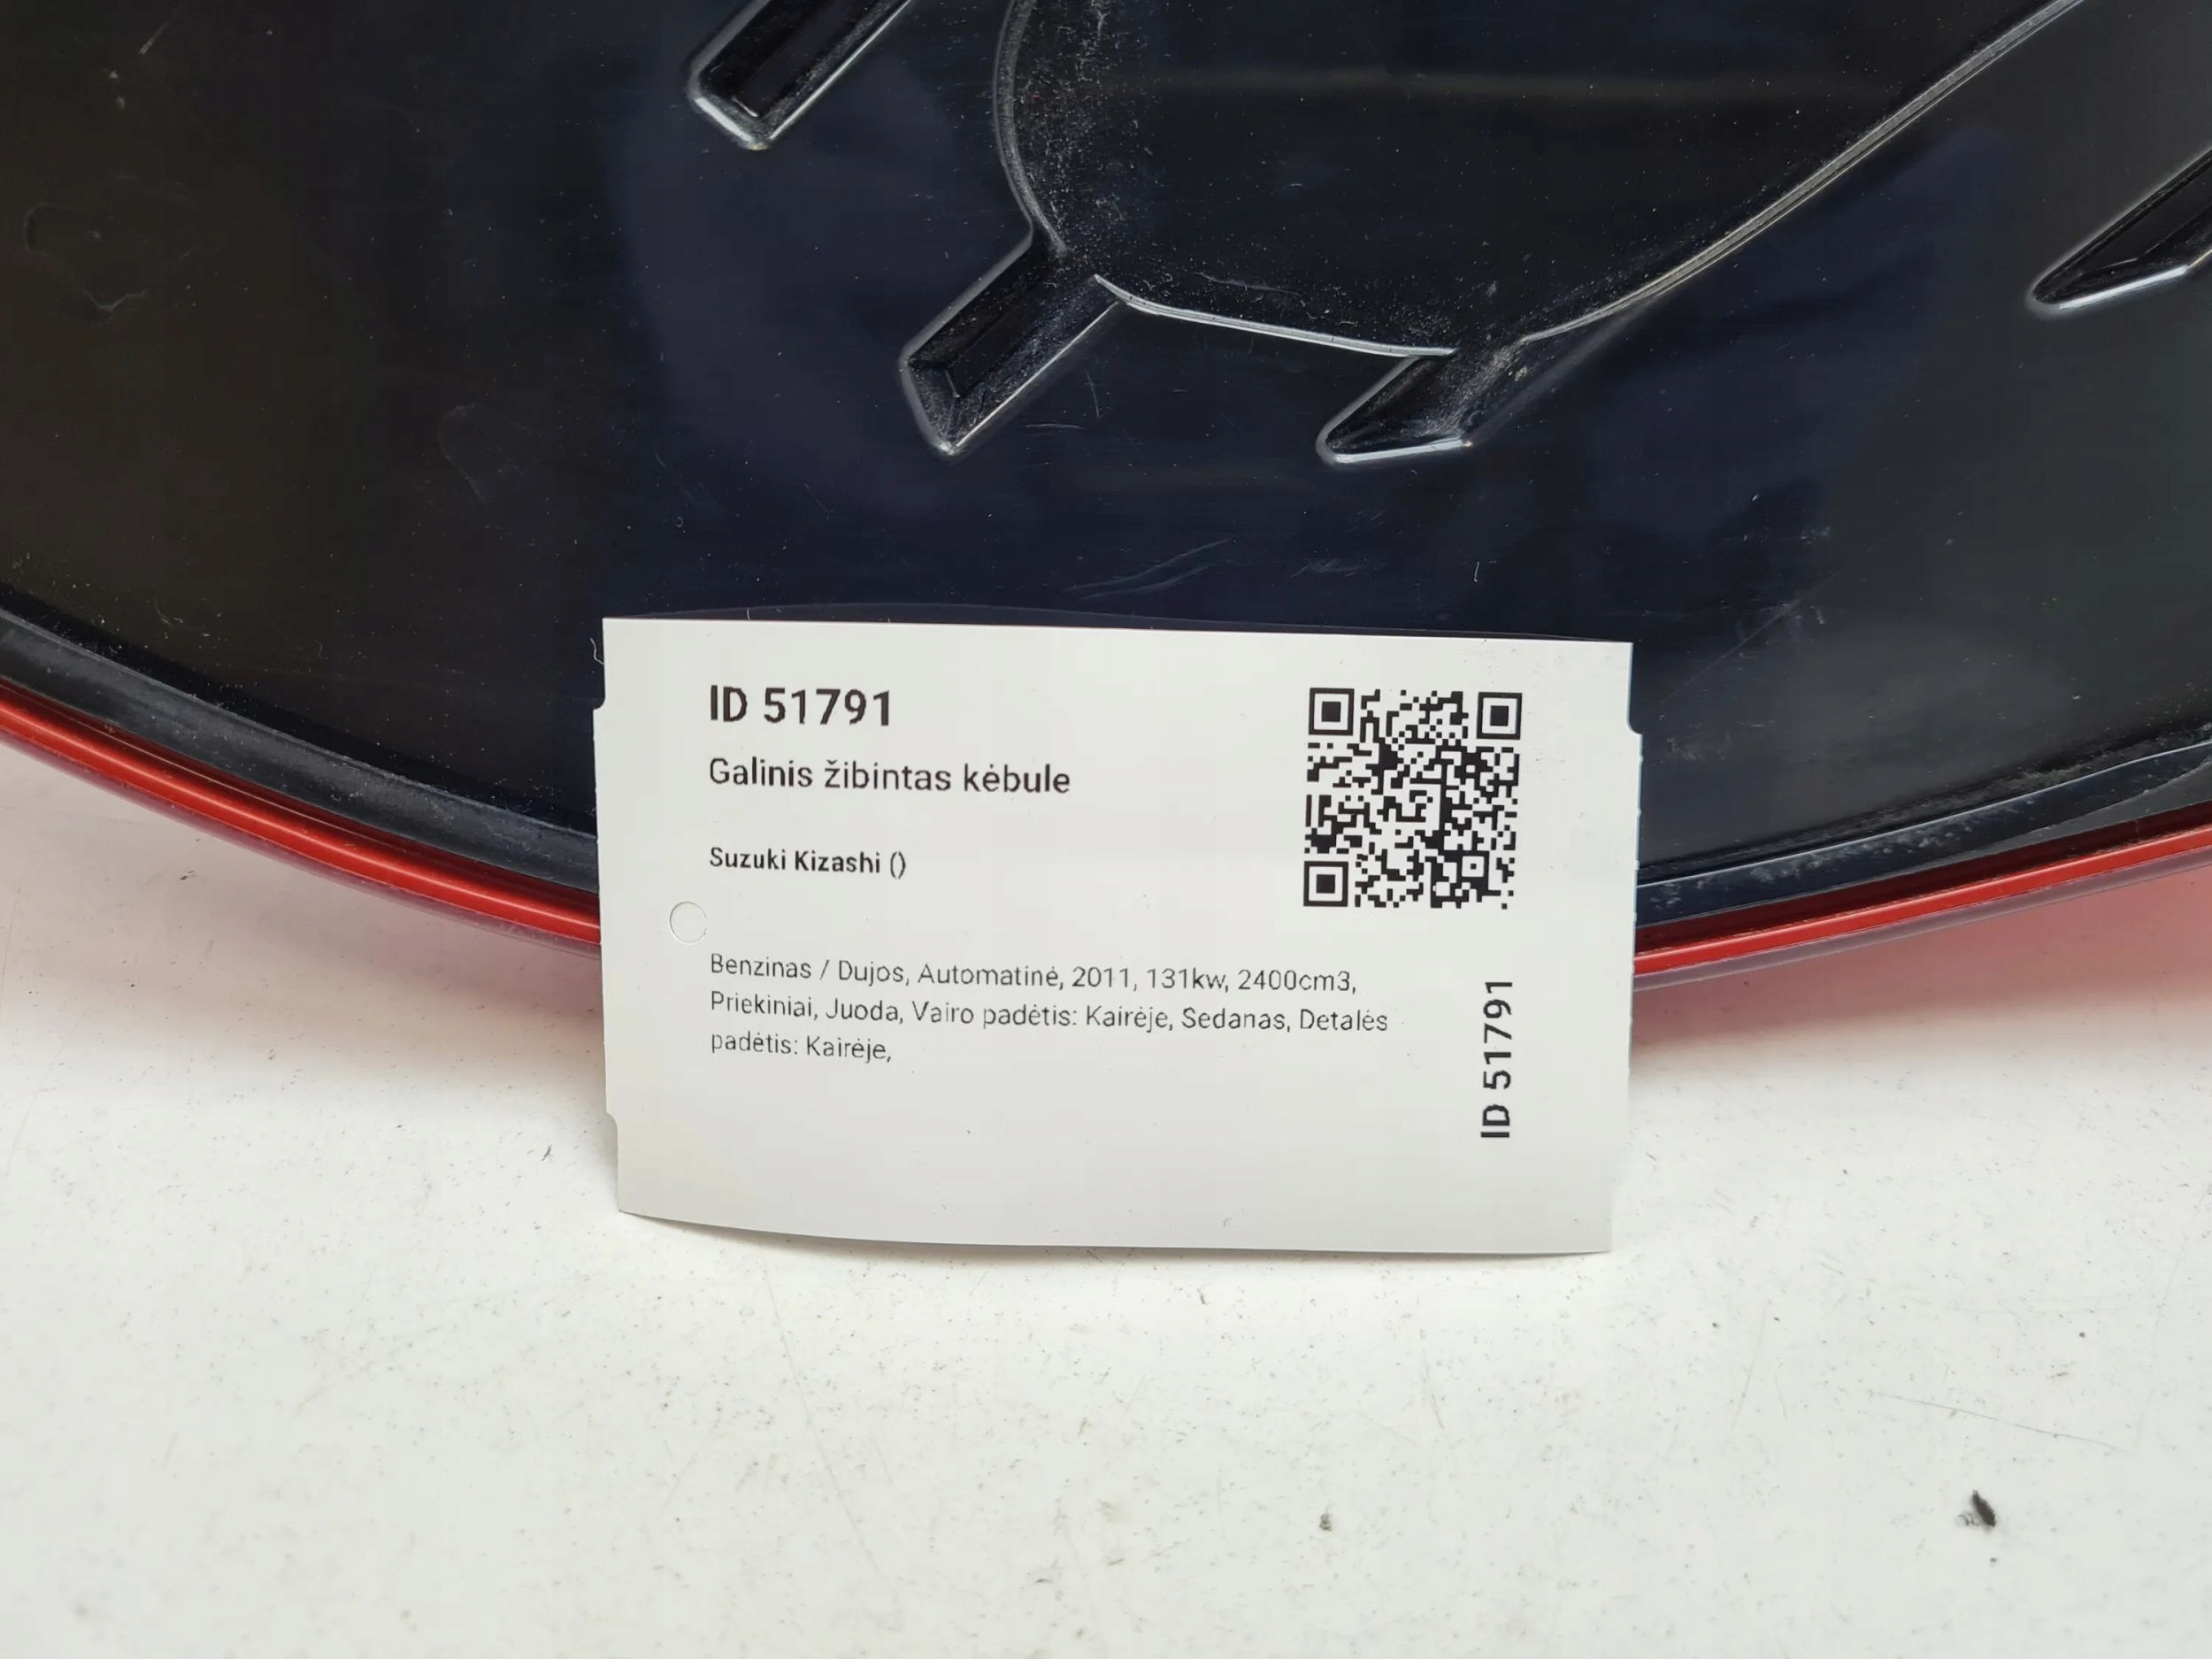 ID 51791
Galinis žibintas kėbule
Suzuki Kizashi ()
Benzinas / Dujos, Automatinė, 2011, 131kw, 2400cm3,
Priekiniai, Juoda, Vairo padėtis: Kairėje, Sedanas, Detalės
padėtis: Kairėje,
ID 51791